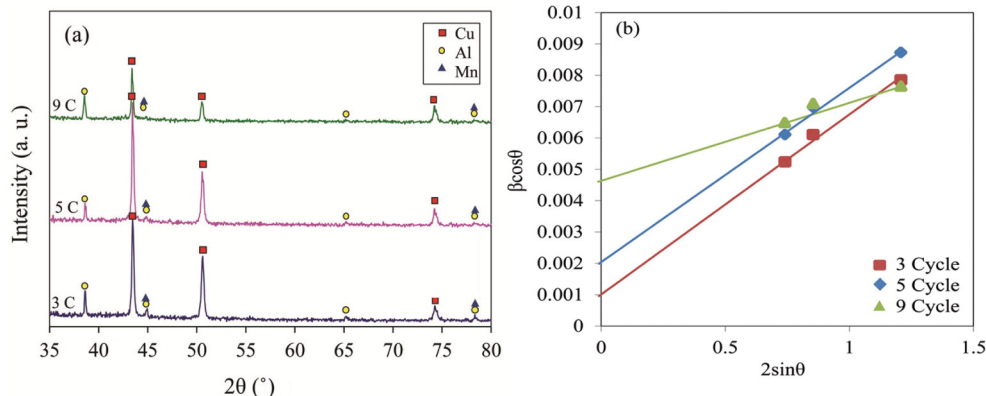 (a)
Cu
Al
Mn
9 C
5 C
3 C
Intensity (a. u.)
35 40 45 50 55 60 65 70 75 80
2θ (˚)
(b)
0.01
0.009
0.008
0.007
0.006
0.005
0.004
0.003
0.002
0.001
0
βcosθ
3 Cycle
5 Cycle
9 Cycle
0 0.5 1 1.5
2sinθ